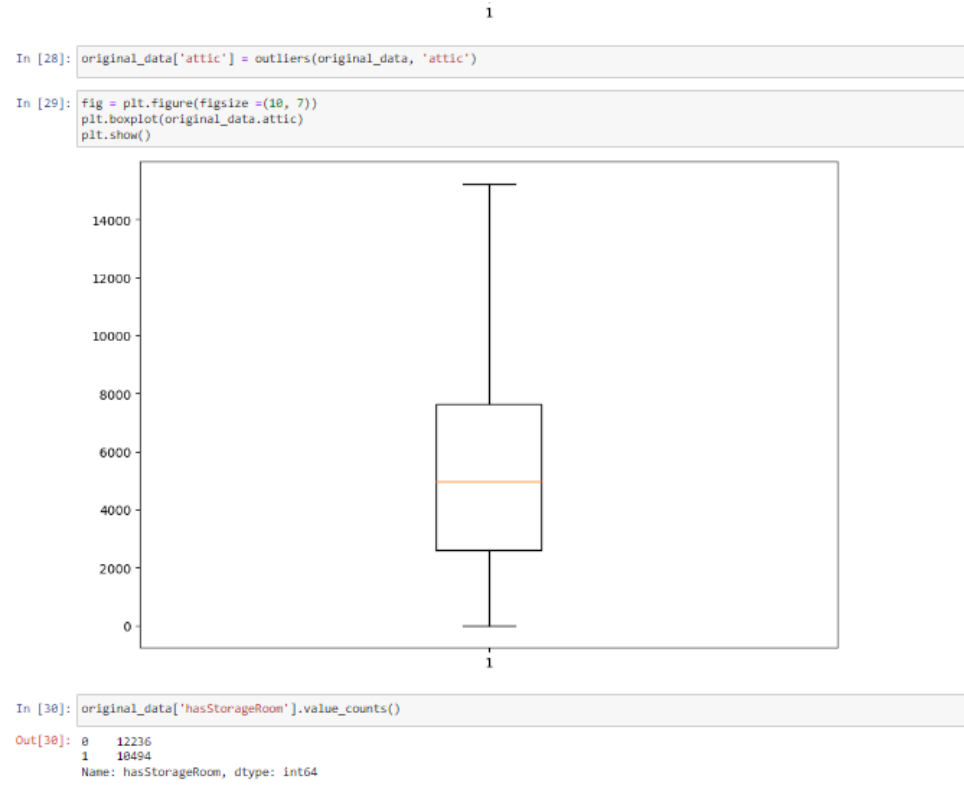 1
In [28]: original_data['attic'] = outliers(original_data, 'attic')
In [29]: fig = plt.figure(figsize =(10, 7))
plt.boxplot(original_data.attic)
plt.show()
14000
12000
10000
8000
6000
4000
2000
0
1
In [30]: original_data['hasStorageRoom'].value_counts()
Out[30]: 0    12236
1    10494
Name: hasStorageRoom, dtype: int64